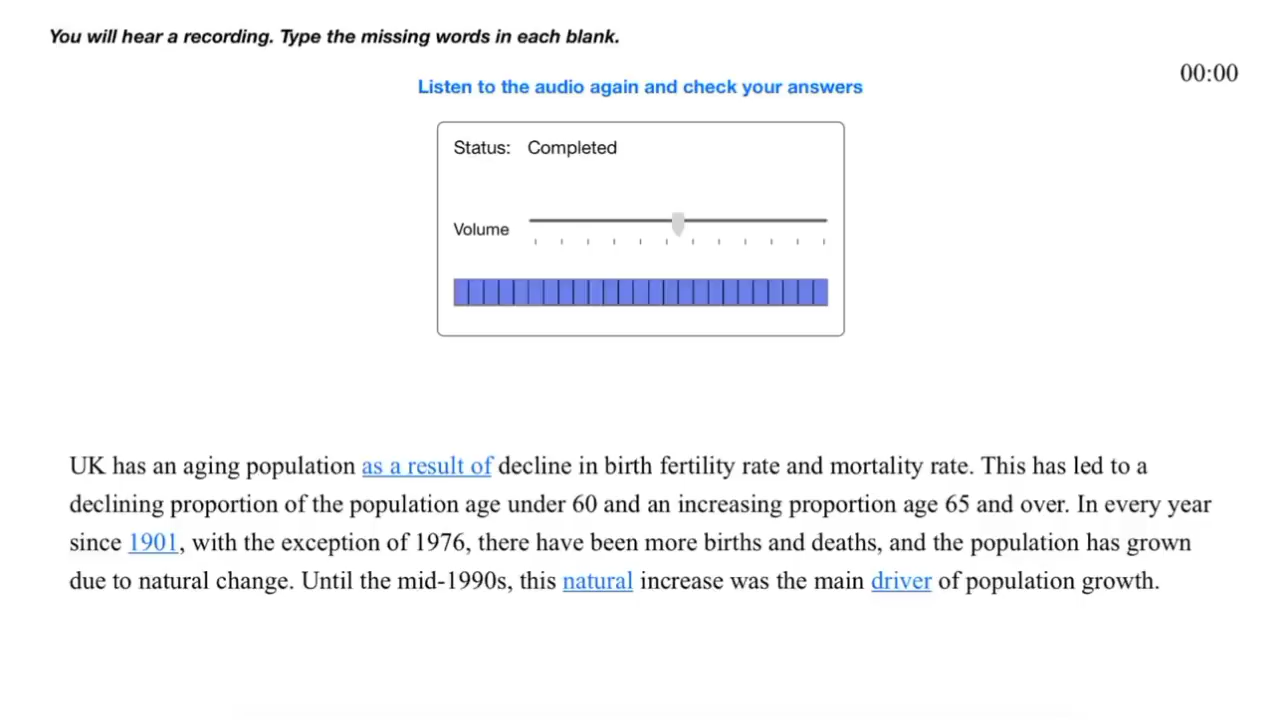 You will hear a recording. Type the missing words in each blank.
00:00
Listen to the audio again and check your answers
Status: Completed
Volume
UK has an aging population as a result of decline in birth fertility rate and mortality rate. This has led to a
declining proportion of the population age under 60 and an increasing proportion age 65 and over. In every year
since 1901, with the exception of 1976, there have been more births and deaths, and the population has grown
due to natural change. Until the mid-1990s, this natural increase was the main driver of population growth.